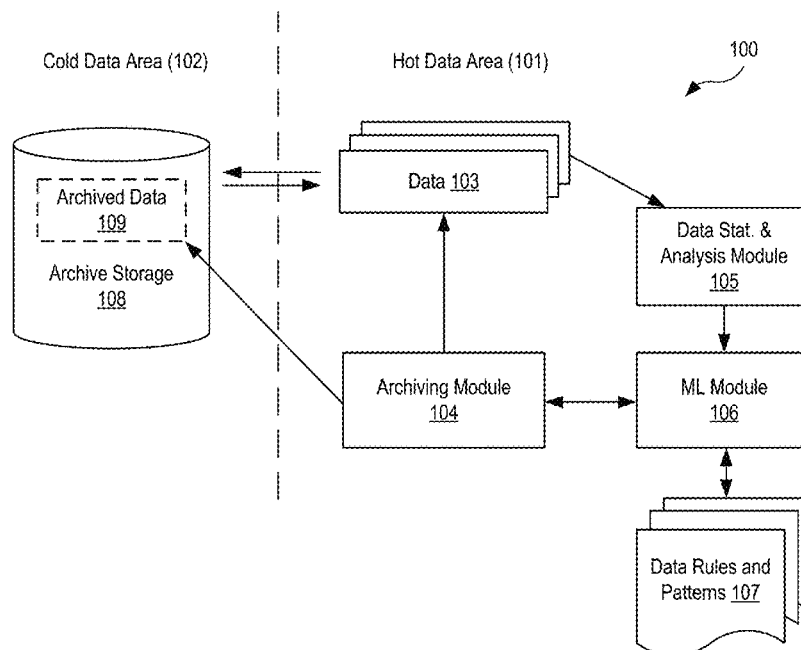 Cold Data Area (102)
Hot Data Area (101)
100
Data 103
Archived Data
109
Archive Storage
108
Data Stat. &
Analysis Module
105
Archiving Module
104
ML Module
106
Data Rules and
Patterns 107